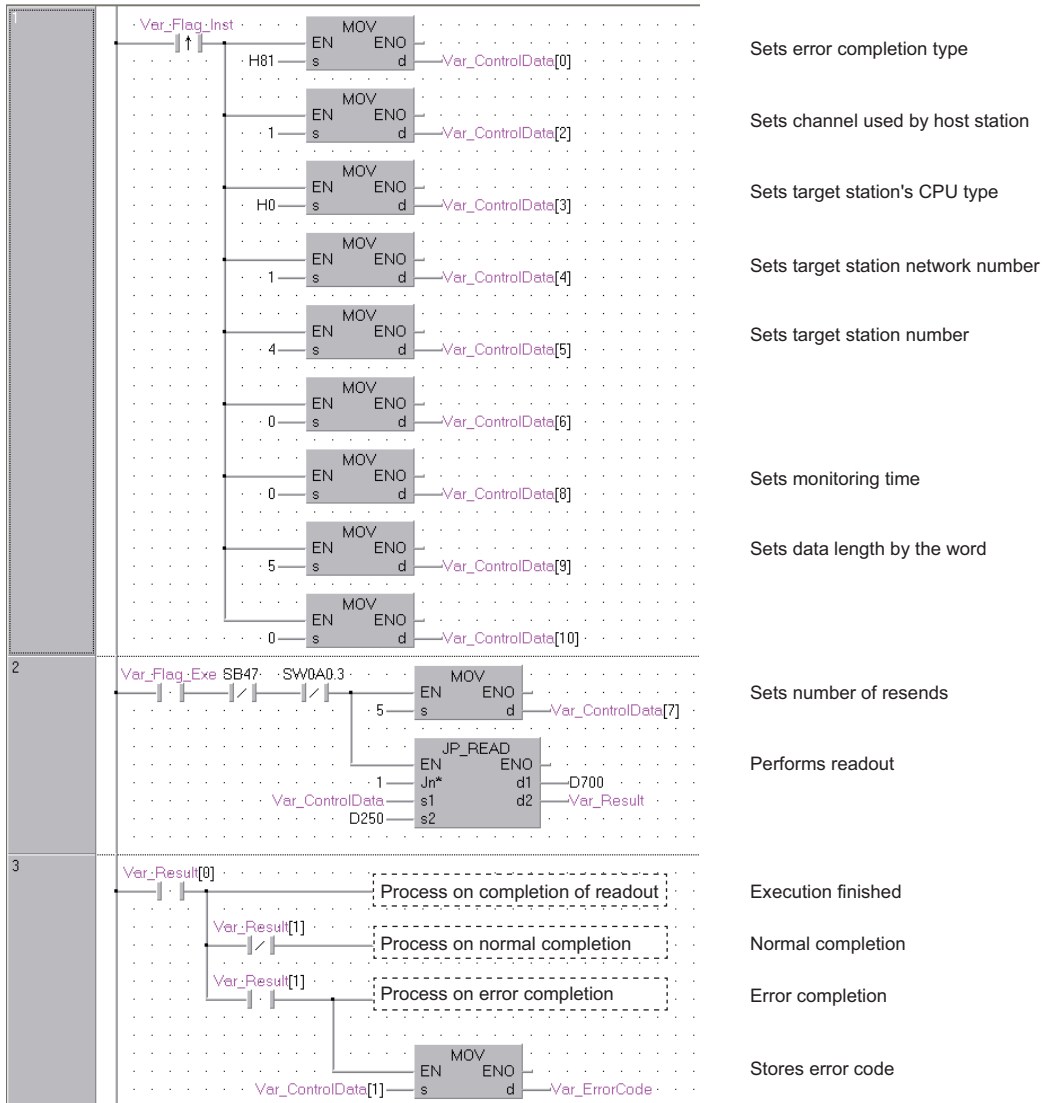 1
Var_Flag_Inst
MOV
EN ENO
H81 s d Var_ControlData[0]
Sets error completion type
MOV
EN ENO
1 s d Var_ControlData[2]
Sets channel used by host station
MOV
EN ENO
H0 s d Var_ControlData[3]
Sets target station's CPU type
MOV
EN ENO
1 s d Var_ControlData[4]
Sets target station network number
MOV
EN ENO
4 s d Var_ControlData[5]
Sets target station number
MOV
EN ENO
0 s d Var_ControlData[6]
MOV
EN ENO
0 s d Var_ControlData[8]
Sets monitoring time
MOV
EN ENO
5 s d Var_ControlData[9]
Sets data length by the word
MOV
EN ENO
0 s d Var_ControlData[10]
2
Var_Flag_Exe SB47 SW0A0.3
MOV
EN ENO
5 s d Var_ControlData[7]
Sets number of resends
JP_READ
EN ENO
1 Jn* d1 D700
Var_ControlData s1 d2 Var_Result
D250 s2
Performs readout
3
Var_Result[0]
Process on completion of readout
Execution finished
Var_Result[1]
Process on normal completion
Normal completion
Var_Result[1]
Process on error completion
Error completion
MOV
EN ENO
Var_ControlData[1] s d Var_ErrorCode
Stores error code